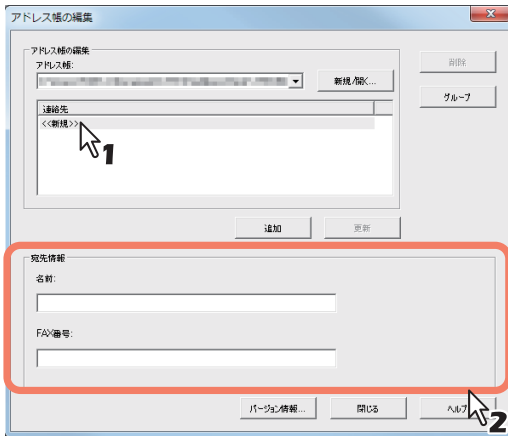 アドレス帳の編集
アドレス帳の編集
アドレス帳:
新規/開く...
削除
グループ
連絡先
<<新規>>
1
追加
更新
宛先情報
名前:
FAX番号:
バージョン情報...
閉じる
ヘルプ
2